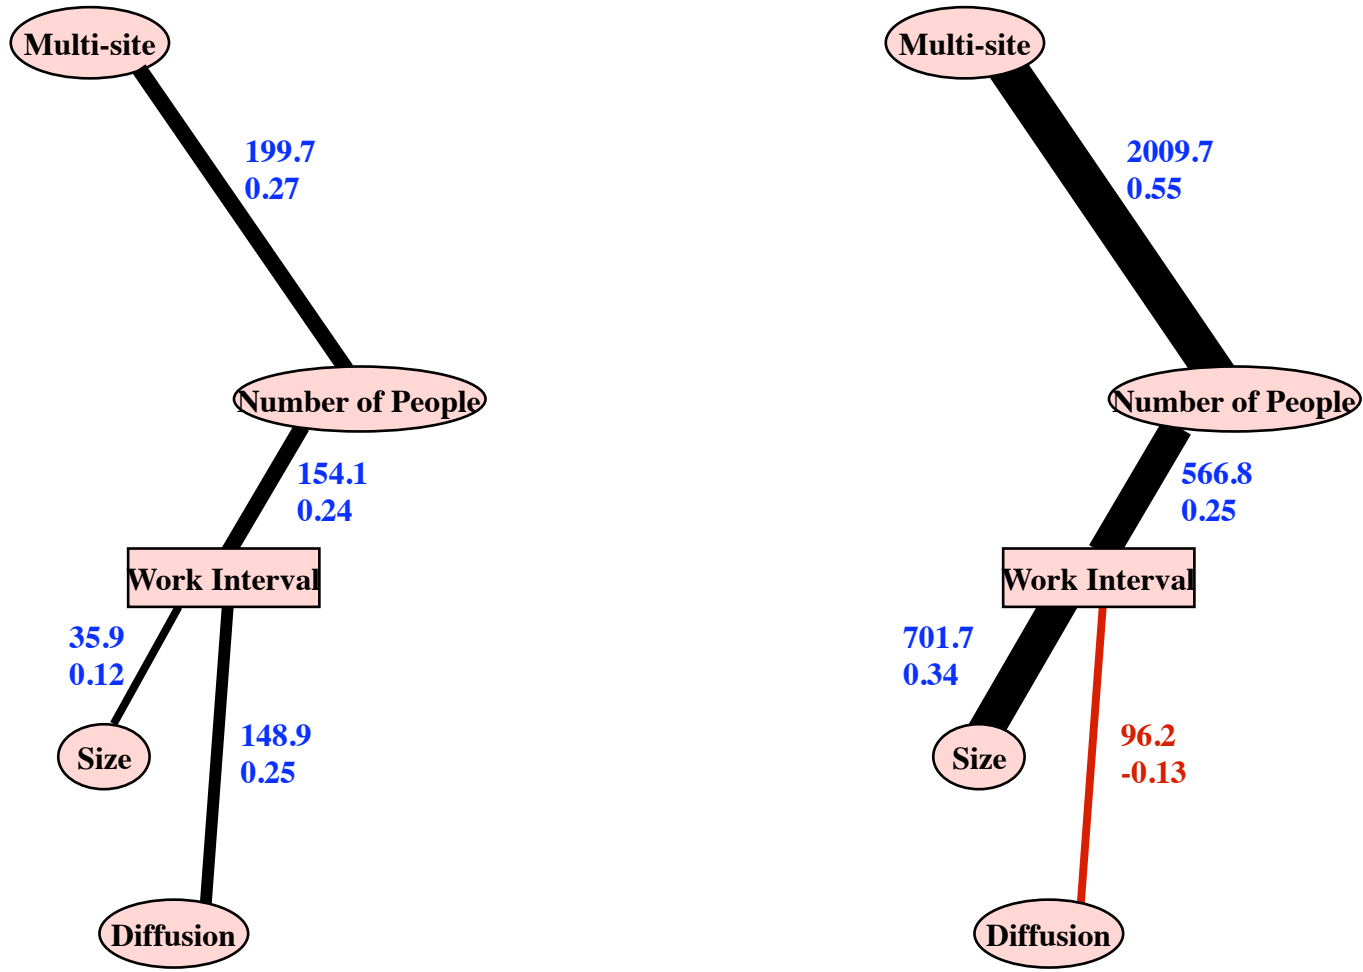 Multi-site
199.7
0.27
Number of People
154.1
0.24
Work Interval
35.9
0.12
Size
148.9
0.25
Diffusion
Multi-site
2009.7
0.55
Number of People
566.8
0.25
Work Interval
701.7
0.34
Size
96.2
-0.13
Diffusion